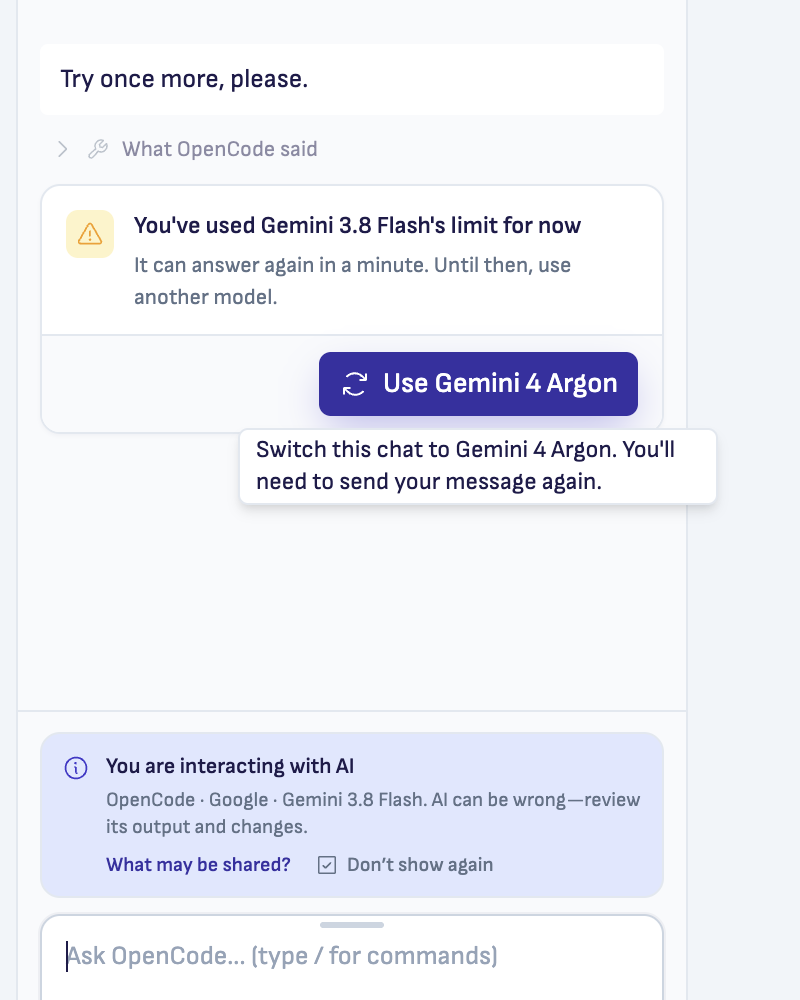 Try once more, please.
What OpenCode said
You've used Gemini 3.8 Flash's limit for now
It can answer again in a minute. Until then, use
another model.
Use Gemini 4 Argon
Switch this chat to Gemini 4 Argon. You'll
need to send your message again.
You are interacting with AI
OpenCode · Google · Gemini 3.8 Flash. AI can be wrong—review
its output and changes.
What may be shared? Don’t show again
Ask OpenCode... (type / for commands)